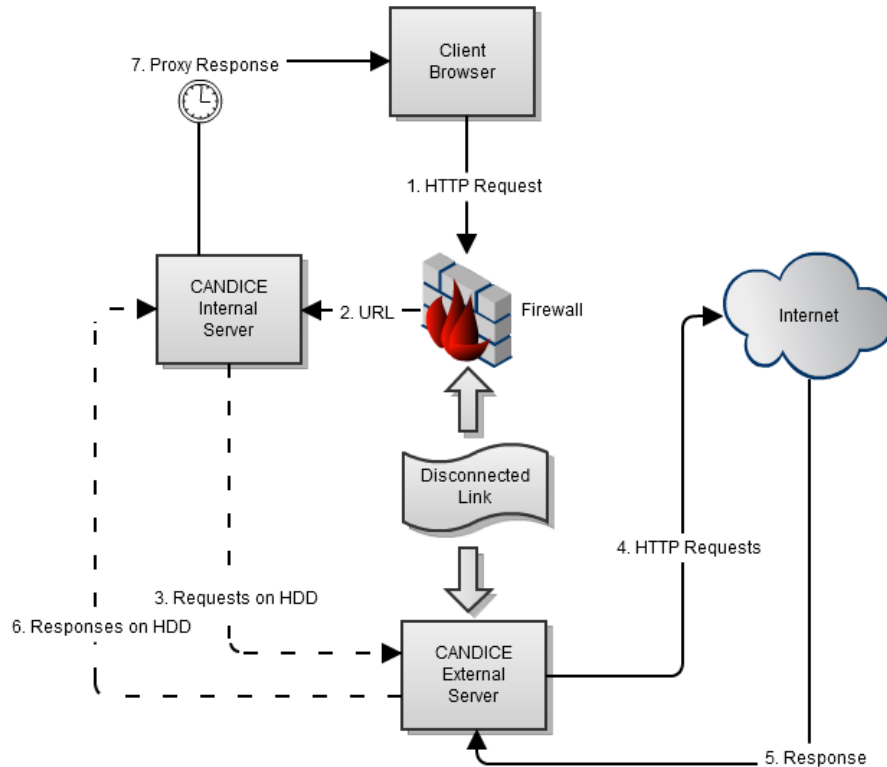 Client
Browser
7. Proxy Response
1. HTTP Request
CANDICE
Internal
Server
2. URL
Firewall
Internet
Disconnected
Link
3. Requests on HDD
4. HTTP Requests
6. Responses on HDD
CANDICE
External
Server
5. Response